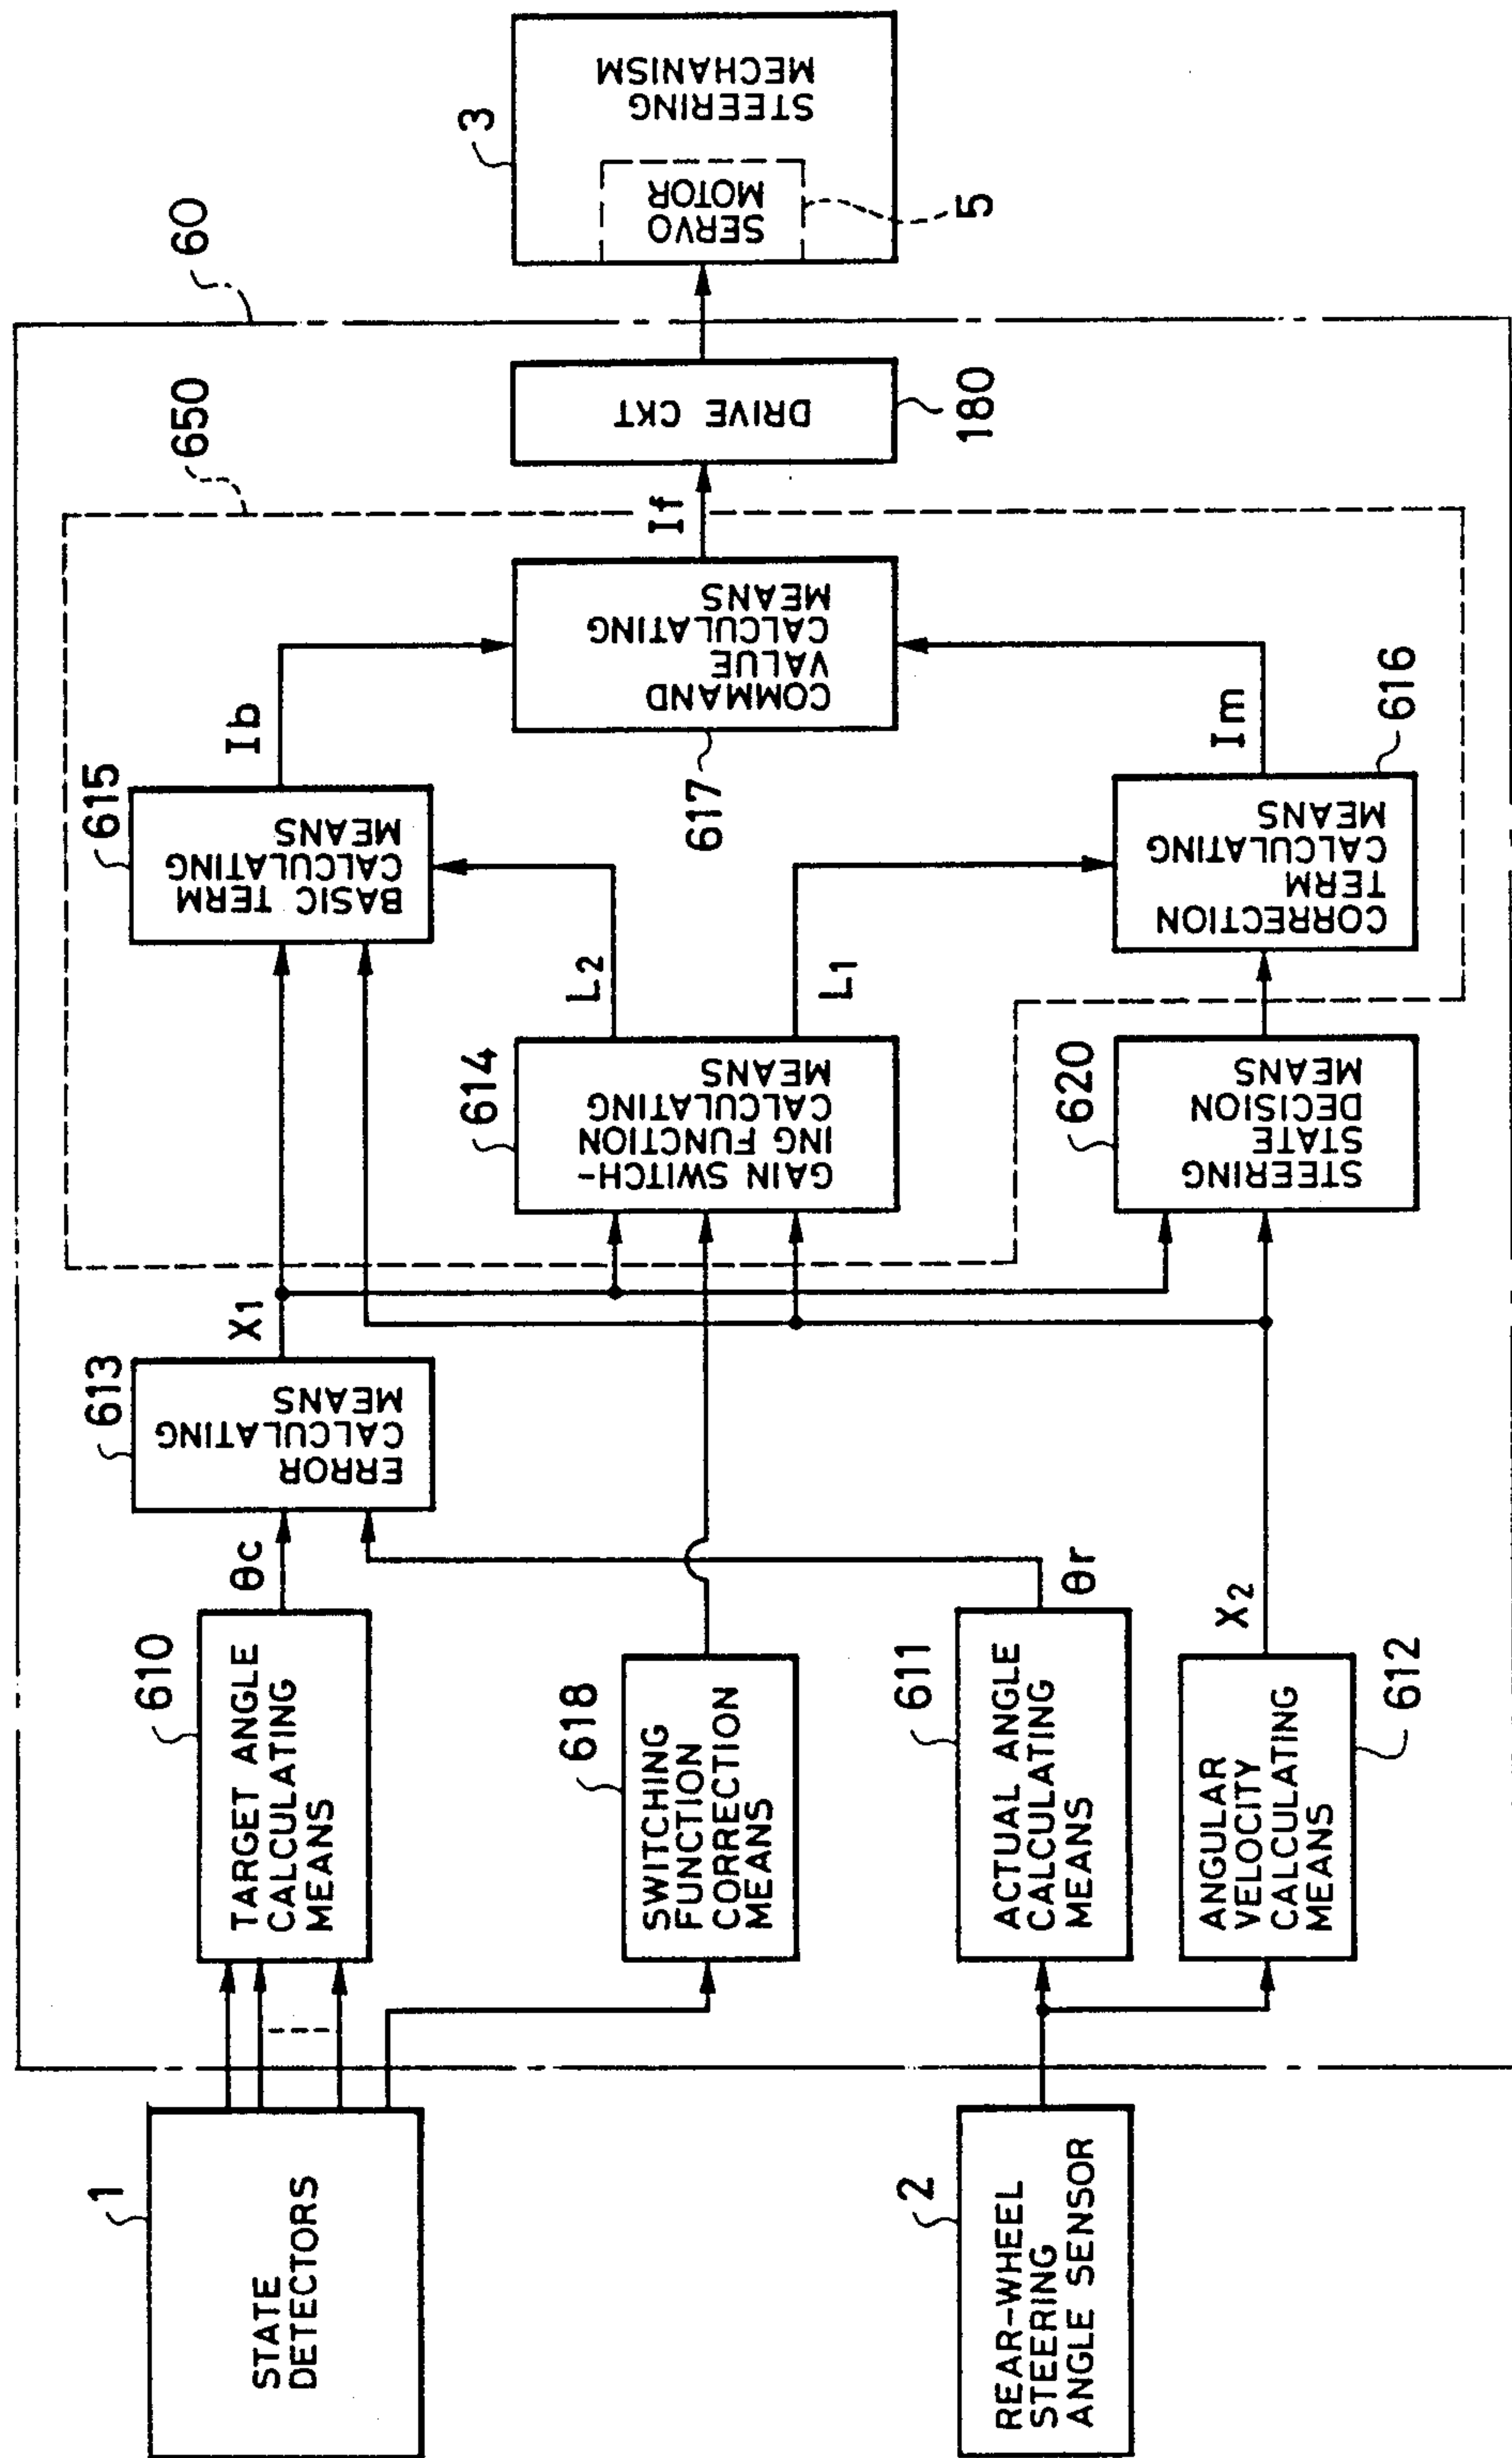 1
STATE
DETECTORS
2
REAR-WHEEL
STEERING
ANGLE SENSOR
610
TARGET ANGLE
CALCULATING
MEANS
θc
618
SWITCHING
FUNCTION
CORRECTION
MEANS
611
ACTUAL ANGLE
CALCULATING
MEANS
θr
612
ANGULAR
VELOCITY
CALCULATING
MEANS
X2
613
ERROR
CALCULATING
MEANS
X1
614
GAIN SWITCH-
ING FUNCTION
CALCULATING
MEANS
L2
L1
620
STEERING
STATE
DECISION
MEANS
615
BASIC TERM
CALCULATING
MEANS
Ib
616
CORRECTION
TERM
CALCULATING
MEANS
Im
617
COMMAND
VALUE
CALCULATING
MEANS
If
650
180
DRIVE CKT
60
3
STEERING
MECHANISM
SERVO
MOTOR
5